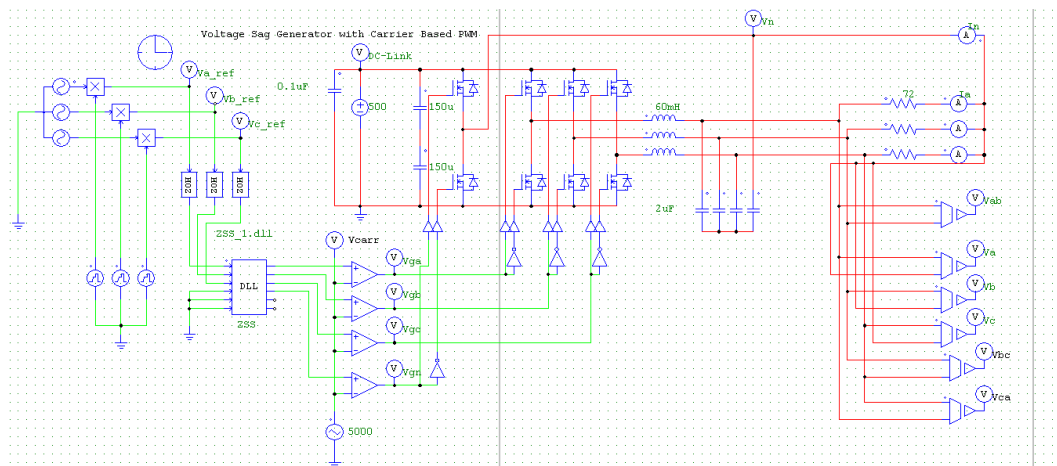 Voltage Sag Generator with Carrier Based PWM
V Vn
V DC-Link
A In
V Va_ref
V Vb_ref
V Vc_ref
0.1uF
500
150u
150u
60mH
72
A Ia
A
A
2uF
ZOH
ZOH
ZOH
ZSS_1.dll
DLL
ZSS
V Vcarr
V Vga
V Vgb
V Vgc
V Vgn
5000
V Vab
V Va
V Vb
V Vc
V Vbc
V Vca